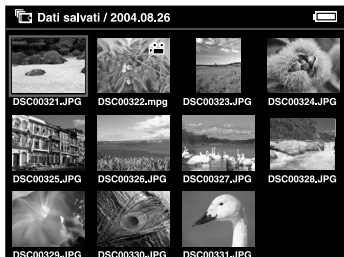 Dati salvati / 2004.08.26
DSC00321.JPG DSC00322.mpg DSC00323.JPG DSC00324.JPG
DSC00325.JPG DSC00326.JPG DSC00327.JPG DSC00328.JPG
DSC00329.JPG DSC00330.JPG DSC00331.JPG